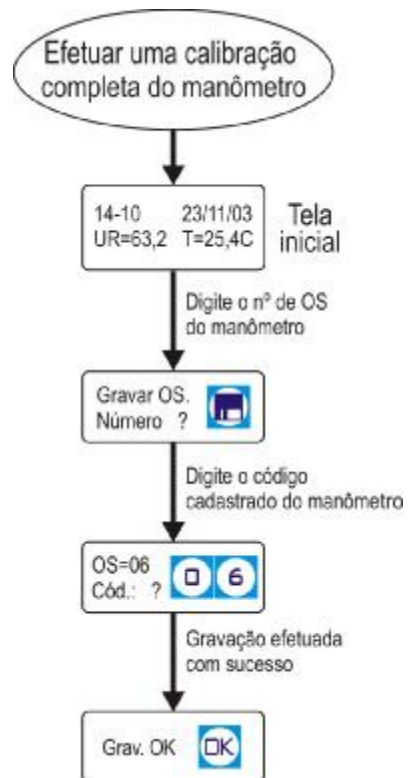 Efetuar uma calibração
completa do manômetro
14-10 23/11/03
UR=63,2 T=25,4C
Tela
inicial
Digite o nº de OS
do manômetro
Gravar OS.
Número ?
Digite o código
cadastrado do manômetro
OS=06
Cód.: ?
0 6
Gravação efetuada
com sucesso
Grav. OK
OK